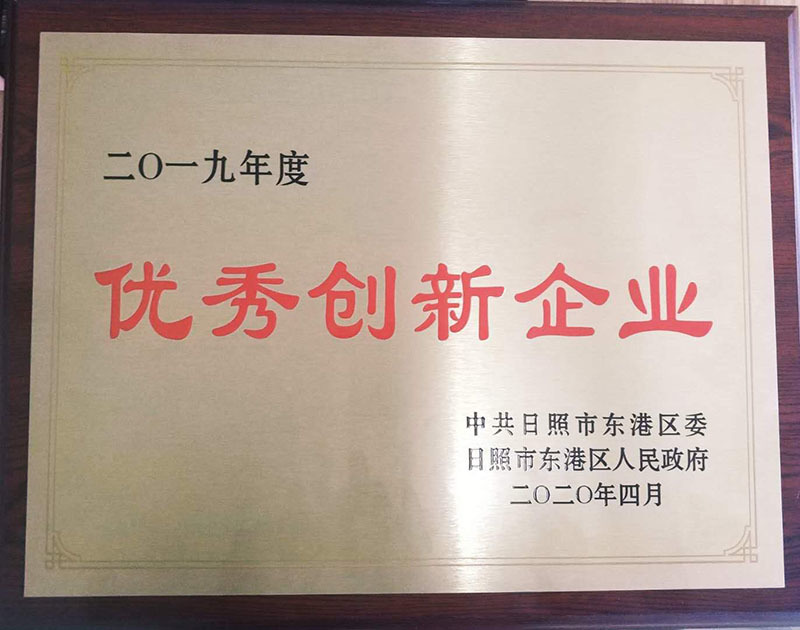 二〇一九年度
优秀创新企业
中共日照市东港区委
日照市东港区人民政府
二〇二〇年四月